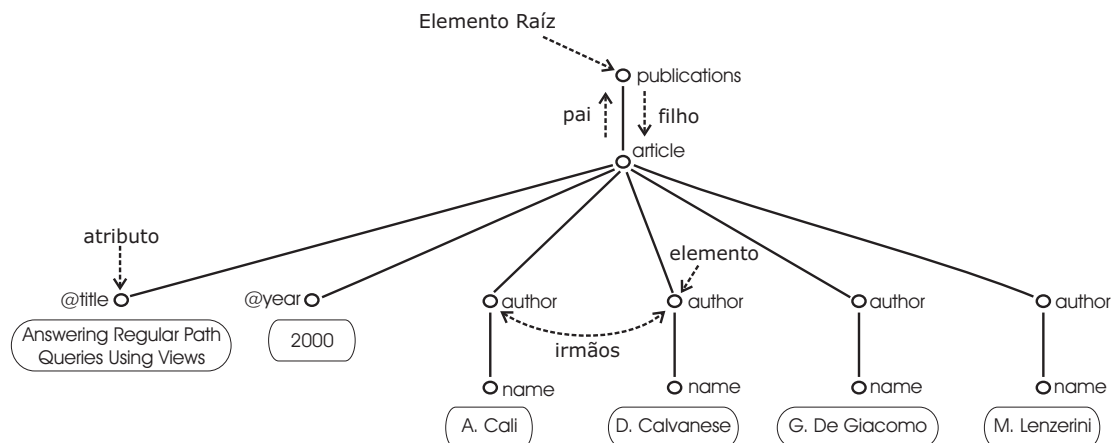 Elemento Raíz
publications
pai
filho
article
atributo
elemento
@title
@year
author
author
author
author
Answering Regular Path
Queries Using Views
2000
irmãos
name
name
name
name
A. Cali
D. Calvanese
G. De Giacomo
M. Lenzerini